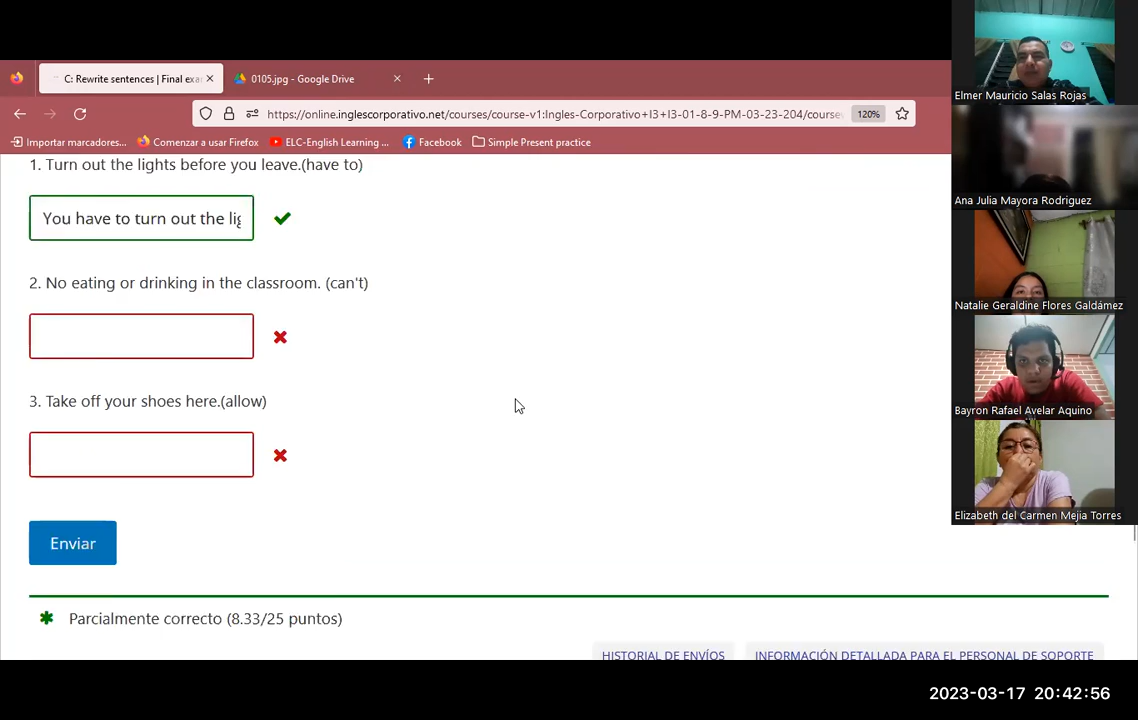 C: Rewrite sentences | Final exa
0105.jpg - Google Drive
https://online.inglescorporativo.net/courses/course-v1:Ingles-Corporativo+I3+I3-01-8-9-PM-03-23-204/course
120%
Importar marcadores...
Comenzar a usar Firefox
ELC-English Learning ...
Facebook
Simple Present practice
1. Turn out the lights before you leave.(have to)
You have to turn out the lig
2. No eating or drinking in the classroom. (can't)
3. Take off your shoes here.(allow)
Enviar
Parcialmente correcto (8.33/25 puntos)
HISTORIAL DE ENVÍOS
INFORMACIÓN DETALLADA PARA EL PERSONAL DE SOPORTE
Elmer Mauricio Salas Rojas
Ana Julia Mayora Rodriguez
Natalie Geraldine Flores Galdámez
Bayron Rafael Avelar Aquino
Elizabeth del Carmen Mejia Torres
2023-03-17 20:42:56